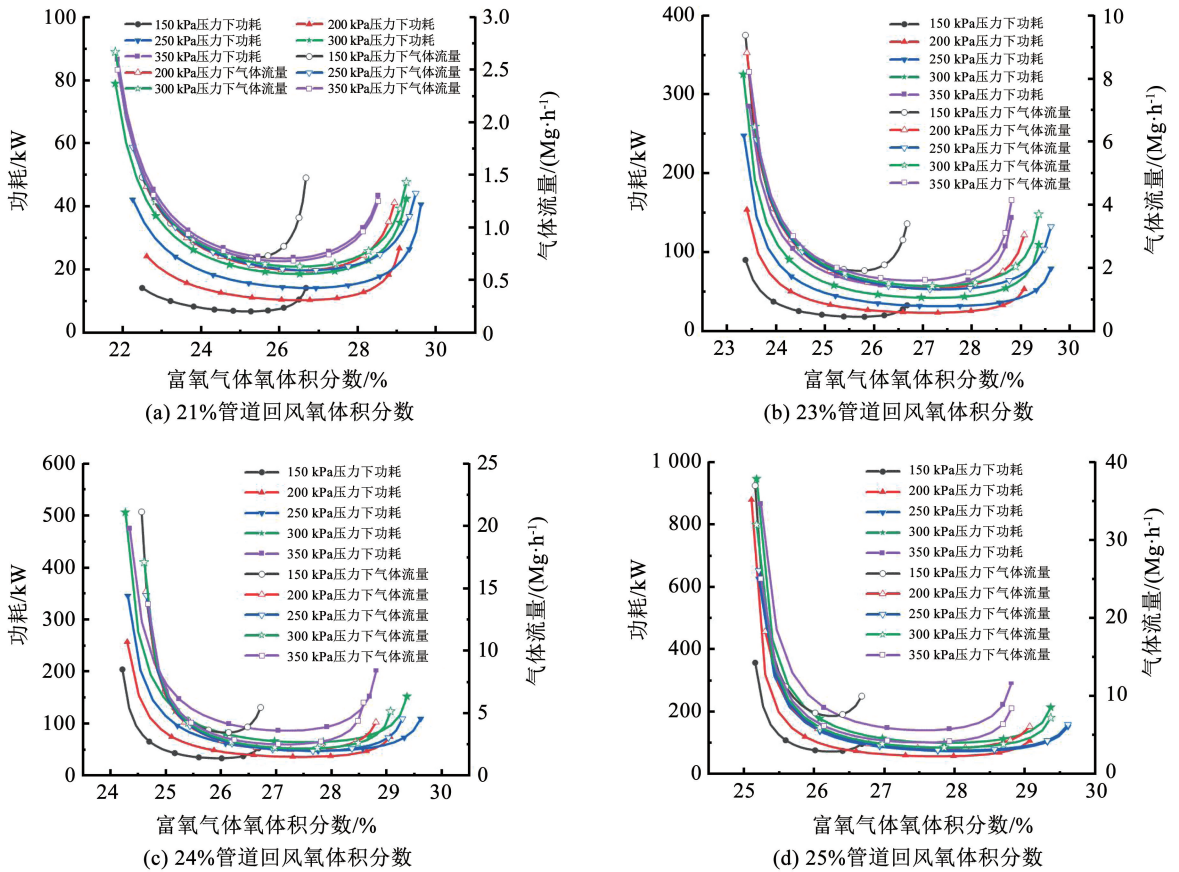 150 kPa压力下功耗
200 kPa压力下功耗
250 kPa压力下功耗
300 kPa压力下功耗
350 kPa压力下功耗
150 kPa压力下气体流量
200 kPa压力下气体流量
250 kPa压力下气体流量
300 kPa压力下气体流量
350 kPa压力下气体流量
100
80
60
40
20
0
功耗/kW
3.0
2.5
2.0
1.5
1.0
0.5
0
气体流量/(Mg·h⁻¹)
22 24 26 28 30
富氧气体氧体积分数/%
(a) 21%管道回风氧体积分数
150 kPa压力下功耗
200 kPa压力下功耗
250 kPa压力下功耗
300 kPa压力下功耗
350 kPa压力下功耗
150 kPa压力下气体流量
200 kPa压力下气体流量
250 kPa压力下气体流量
300 kPa压力下气体流量
350 kPa压力下气体流量
400
300
200
100
0
功耗/kW
10
8
6
4
2
0
气体流量/(Mg·h⁻¹)
23 24 25 26 27 28 29 30
富氧气体氧体积分数/%
(b) 23%管道回风氧体积分数
150 kPa压力下功耗
200 kPa压力下功耗
250 kPa压力下功耗
300 kPa压力下功耗
350 kPa压力下功耗
150 kPa压力下气体流量
200 kPa压力下气体流量
250 kPa压力下气体流量
300 kPa压力下气体流量
350 kPa压力下气体流量
600
500
400
300
200
100
0
功耗/kW
25
20
15
10
5
0
气体流量/(Mg·h⁻¹)
24 25 26 27 28 29 30
富氧气体氧体积分数/%
(c) 24%管道回风氧体积分数
150 kPa压力下功耗
200 kPa压力下功耗
250 kPa压力下功耗
300 kPa压力下功耗
350 kPa压力下功耗
150 kPa压力下气体流量
200 kPa压力下气体流量
250 kPa压力下气体流量
300 kPa压力下气体流量
350 kPa压力下气体流量
1 000
800
600
400
200
0
功耗/kW
40
30
20
10
0
气体流量/(Mg·h⁻¹)
25 26 27 28 29 30
富氧气体氧体积分数/%
(d) 25%管道回风氧体积分数